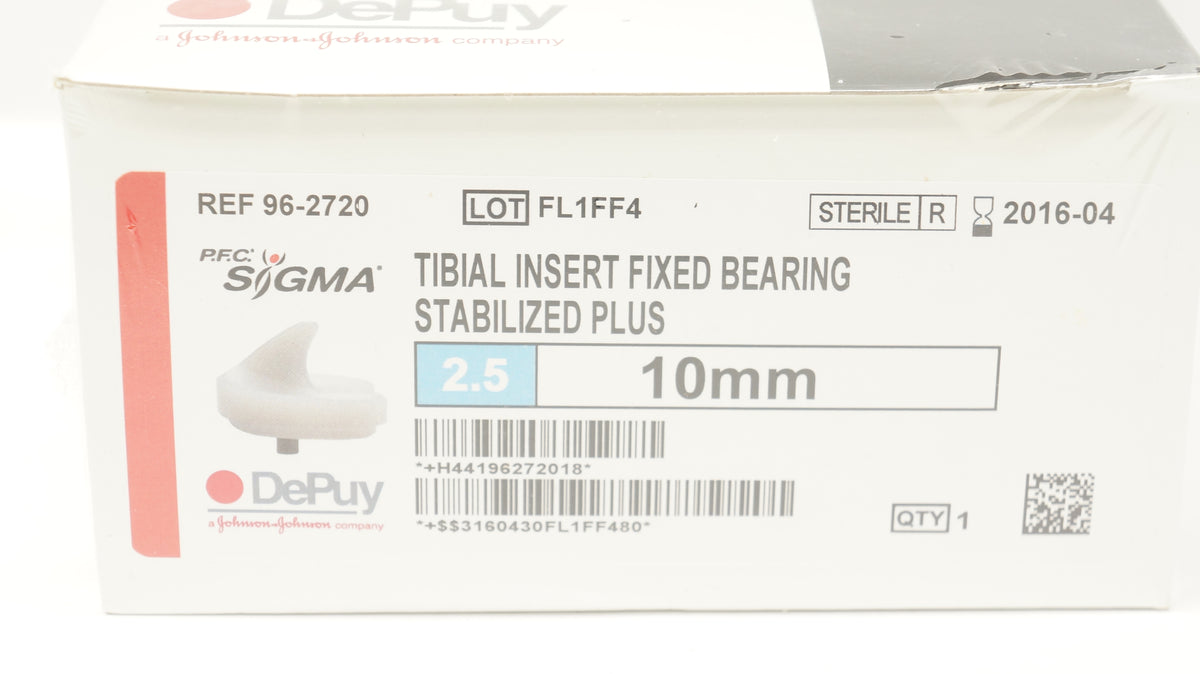 DePuy
a Johnson & Johnson company
REF 96-2720
LOT FL1FF4
STERILE R 2016-04
P.F.C.* SIGMA*
TIBIAL INSERT FIXED BEARING
STABILIZED PLUS
2.5 10mm
*+H44196272018*
*+$$3160430FL1FF480*
DePuy
a Johnson & Johnson company
QTY 1